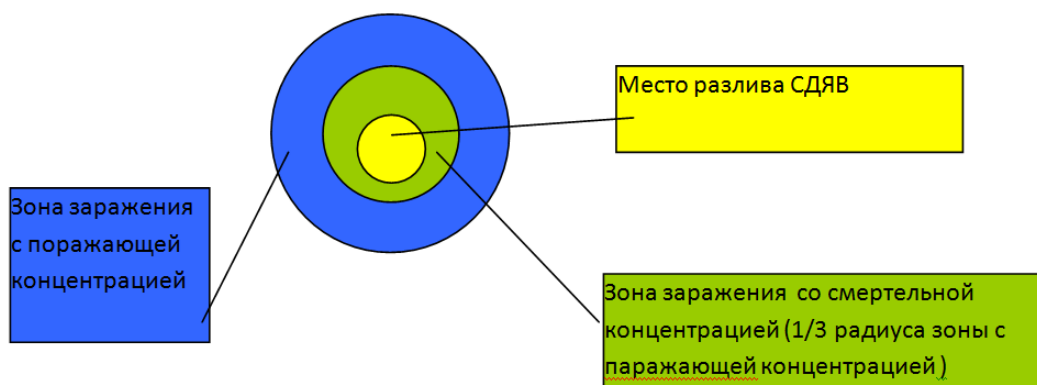 Место разлива СДЯВ
Зона заражения
с поражающей
концентрацией
Зона заражения со смертельной
концентрацией (1/3 радиуса зоны с
паражающей концентрацией )